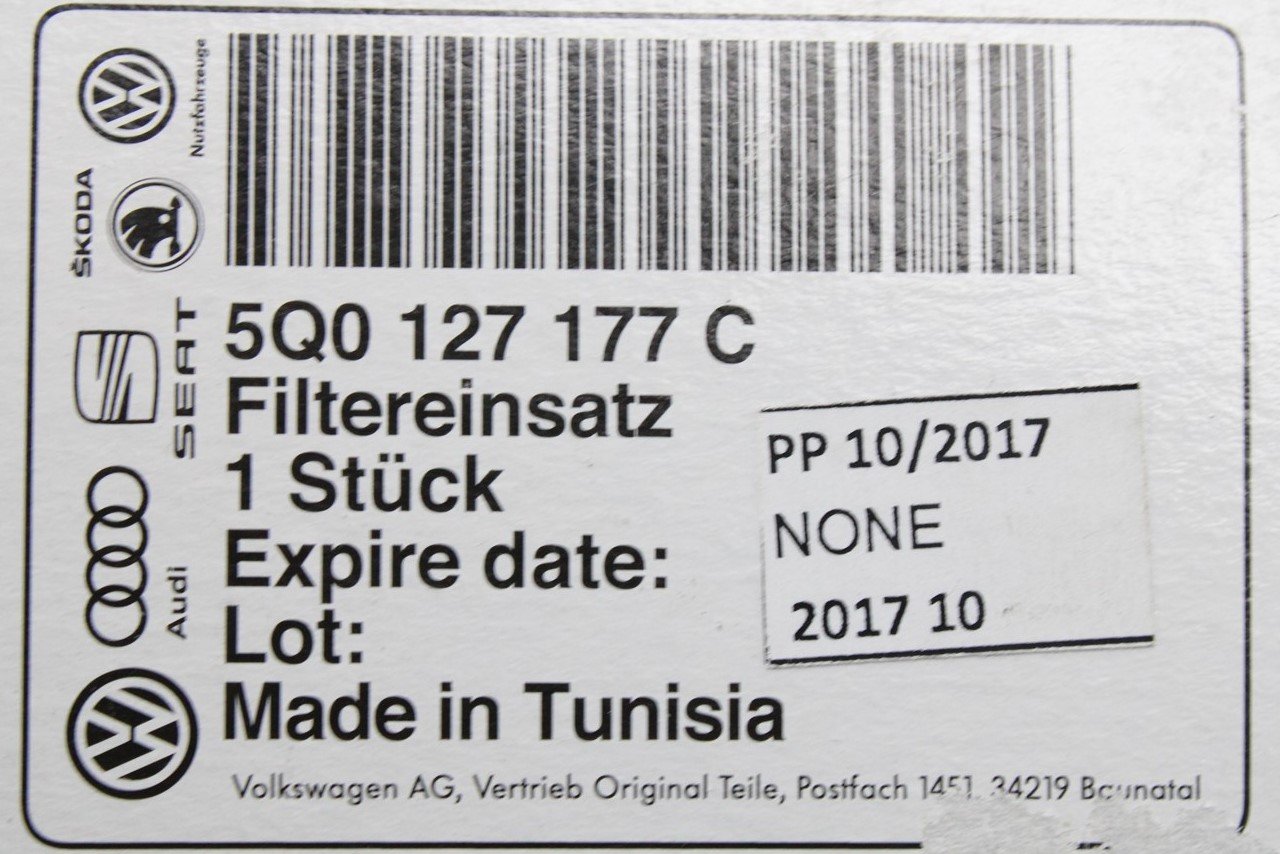 Nutzfahrzeuge
ŠKODA
SEAT
Audi
5Q0 127 177 C
Filtereinsatz
1 Stück
Expire date:
Lot:
Made in Tunisia
PP 10/2017
NONE
2017 10
Volkswagen AG, Vertrieb Original Teile, Postfach 1451, 34219 Baunatal